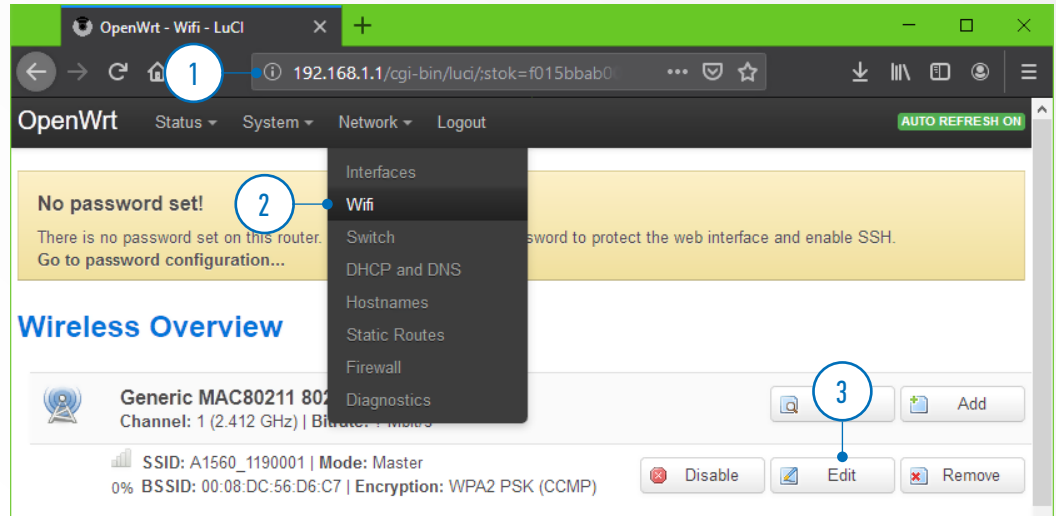 OpenWrt - Wifi - LuCI
1
192.168.1.1/cgi-bin/luci/;stok=f015bbab0
OpenWrt Status System Network Logout AUTO REFRESH ON
Interfaces
2
Wifi
Switch
DHCP and DNS
Hostnames
Static Routes
Firewall
Diagnostics
No password set!
There is no password set on this router. sword to protect the web interface and enable SSH.
Go to password configuration...
Wireless Overview
Generic MAC80211 802
3
Add
Channel: 1 (2.412 GHz) |
SSID: A1560_1190001 | Mode: Master
0% BSSID: 00:08:DC:56:D6:C7 | Encryption: WPA2 PSK (CCMP)
Disable Edit Remove